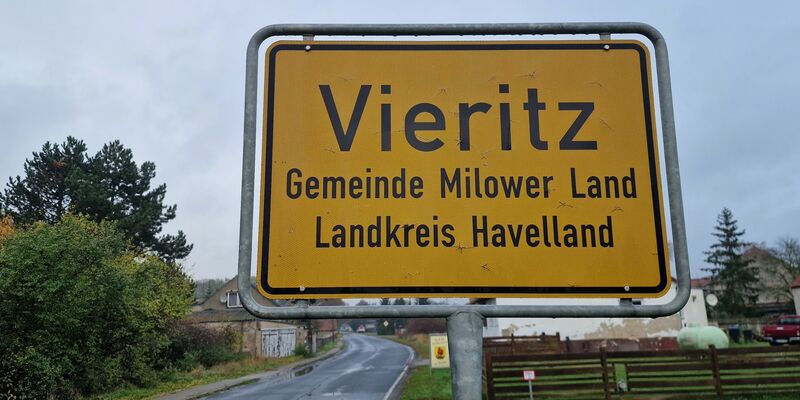 Vieritz
Gemeinde Milower Land
Landkreis Havelland